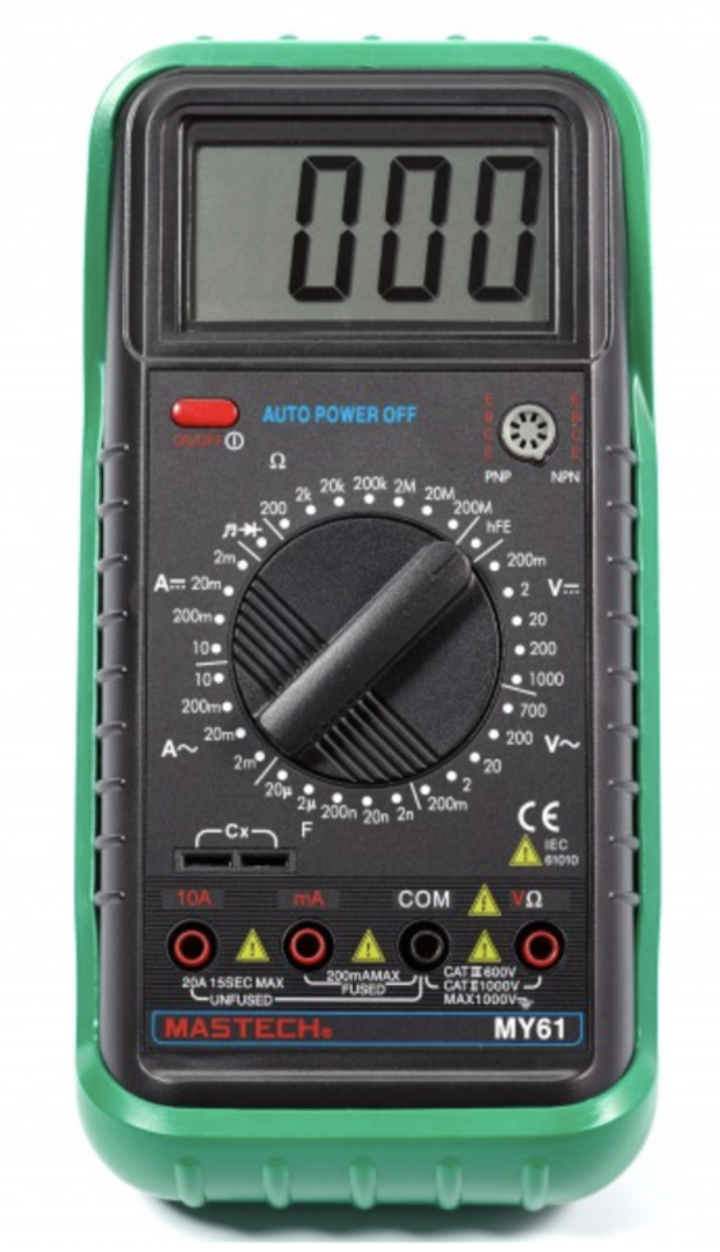 000
AUTO POWER OFF
ON/OFF
PNP
NPN
Ω
200
2k
20k
200k
2M
20M
200M
hFE
2m
A⎓
20m
200m
10
10
200m
20m
A~
2m
200m
2
V⎓
20
200
1000
700
200
V~
20
2
200m
20µ
2µ
200n
20n
2n
F
Cx
CE
IEC
61010
10A
mA
COM
VΩ
20A 15SEC MAX
UNFUSED
200mAMAX
FUSED
CAT III 600V
CAT II 1000V
MAX1000V
MASTECH®
MY61